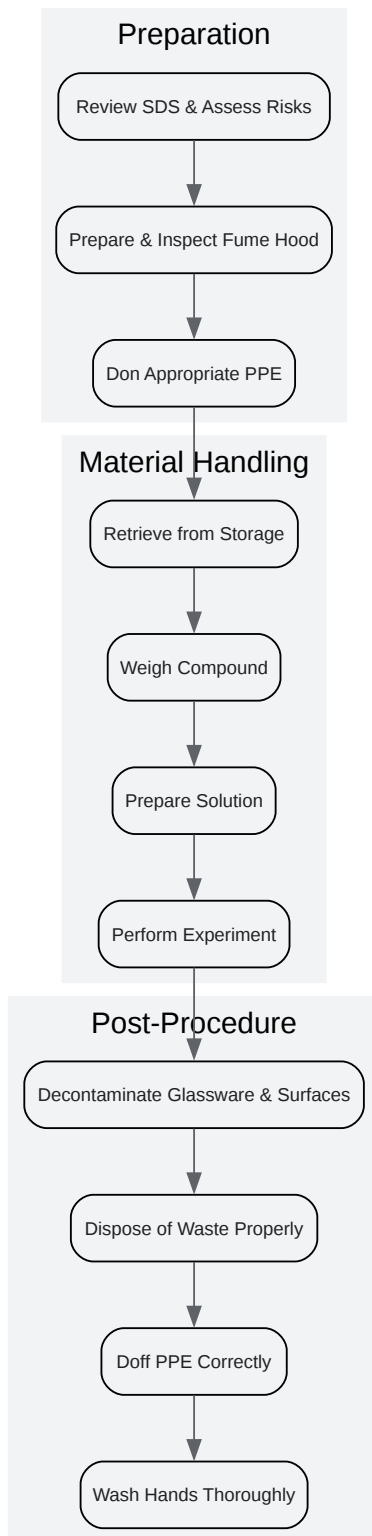 Preparation
Review SDS & Assess Risks
Prepare & Inspect Fume Hood
Don Appropriate PPE
Material Handling
Retrieve from Storage
Weigh Compound
Prepare Solution
Perform Experiment
Post-Procedure
Decontaminate Glassware & Surfaces
Dispose of Waste Properly
Doff PPE Correctly
Wash Hands Thoroughly